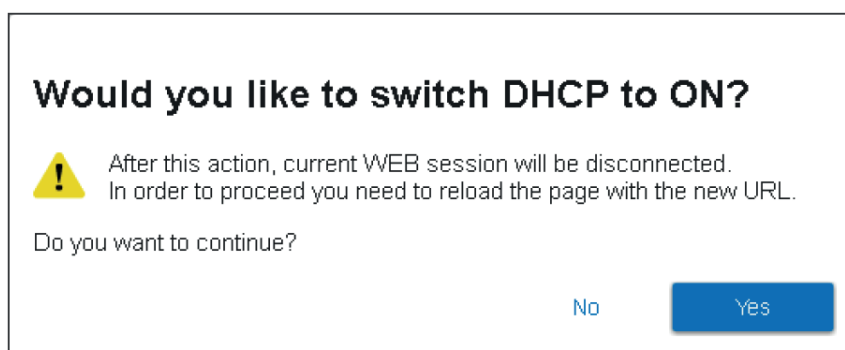 Would you like to switch DHCP to ON?
After this action, current WEB session will be disconnected.
In order to proceed you need to reload the page with the new URL.
Do you want to continue?
No
Yes